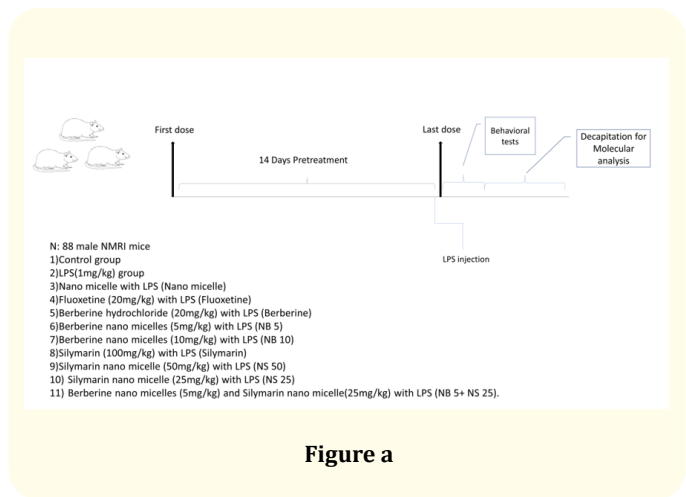 First dose
14 Days Pretreatment
Last dose
Behavioral
tests
Decapitation for
Molecular
analysis
LPS injection
N: 88 male NMRI mice
1)Control group
2)LPS(1mg/kg) group
3)Nano micelle with LPS (Nano micelle)
4)Fluoxetine (20mg/kg) with LPS (Fluoxetine)
5)Berberine hydrochloride (20mg/kg) with LPS (Berberine)
6)Berberine nano micelles (5mg/kg) with LPS (NB 5)
7)Berberine nano micelles (10mg/kg) with LPS (NB 10)
8)Silymarin (100mg/kg) with LPS (Silymarin)
9)Silymarin nano micelle (50mg/kg) with LPS (NS 50)
10) Silymarin nano micelle (25mg/kg) with LPS (NS 25)
11) Berberine nano micelles (5mg/kg) and Silymarin nano micelle(25mg/kg) with LPS (NB 5+ NS 25).
Figure a